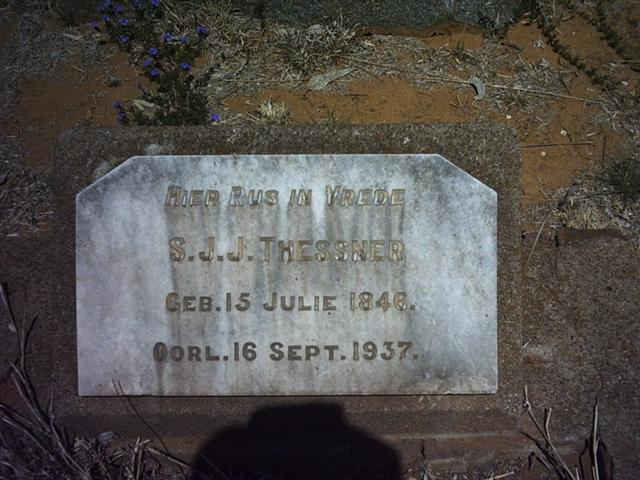 HIER RUS IN VREDE
S.J.J. THESSNER
GEB. 15 JULIE 1846.
OORL. 16 SEPT. 1937.